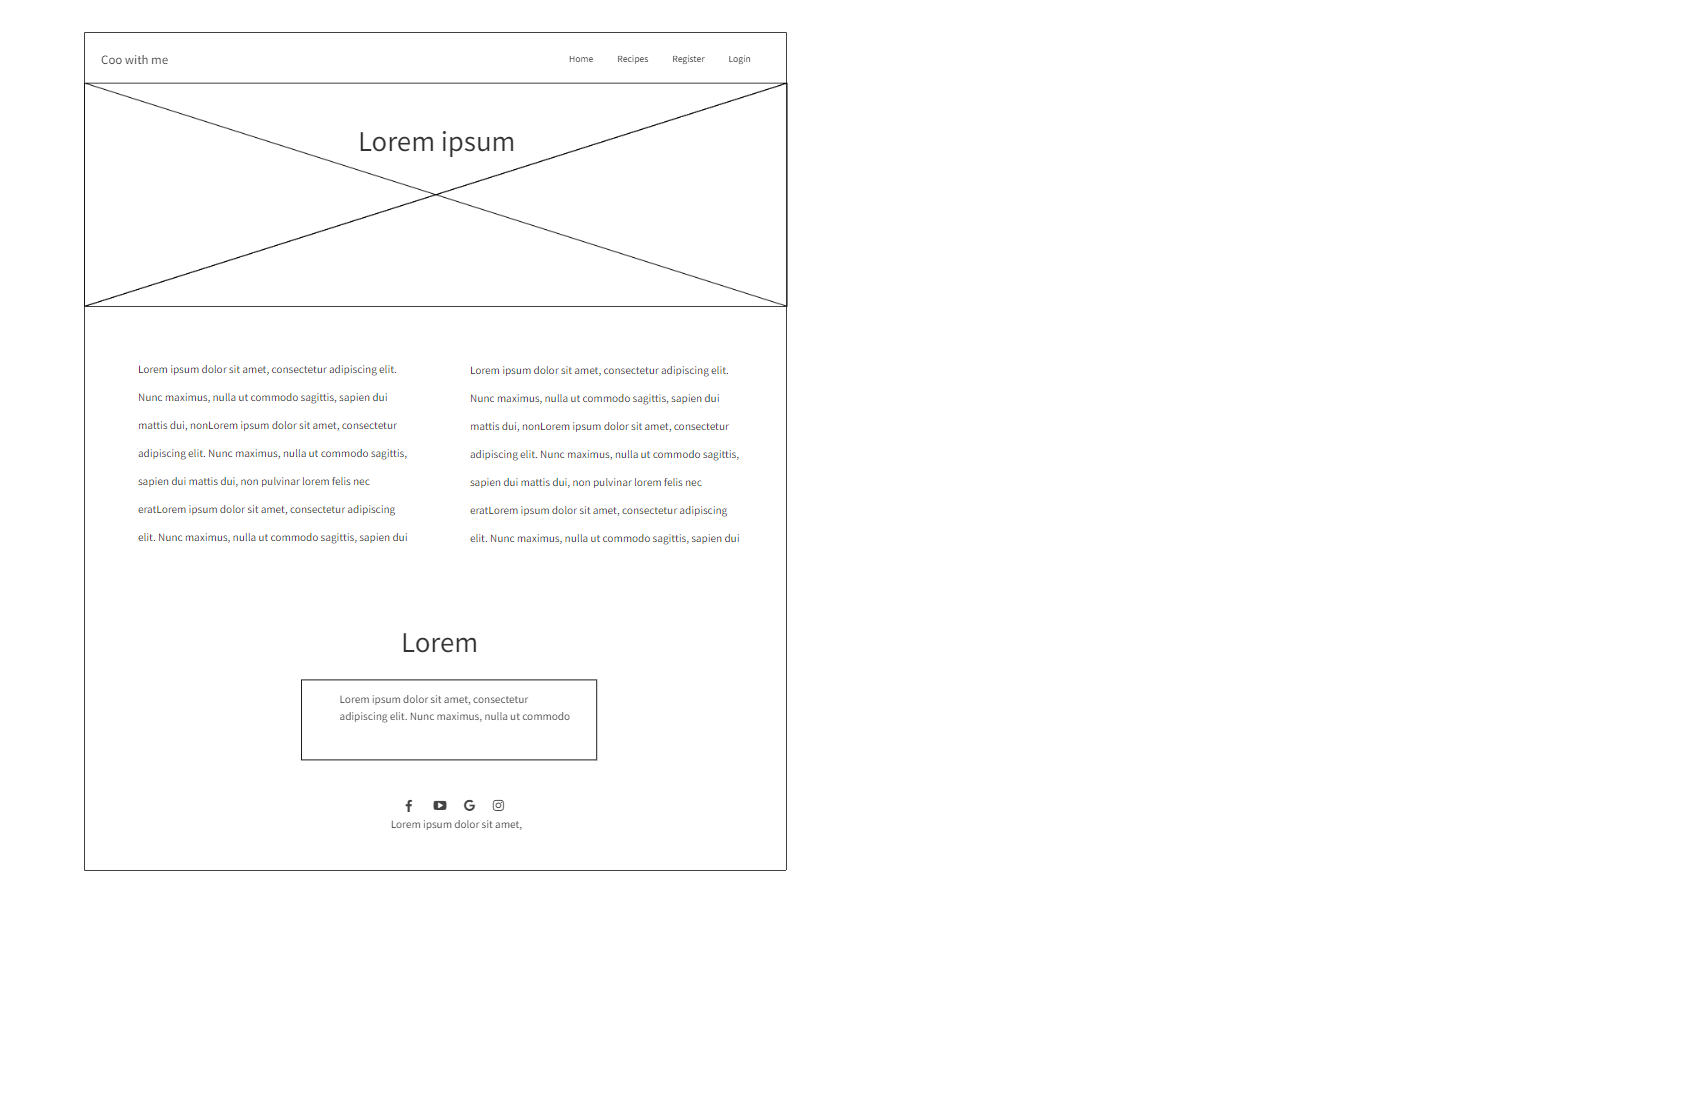 Coo with me
Home Recipes Register Login
Lorem ipsum
Lorem ipsum dolor sit amet, consectetur adipiscing elit.
Nunc maximus, nulla ut commodo sagittis, sapien dui
mattis dui, nonLorem ipsum dolor sit amet, consectetur
adipiscing elit. Nunc maximus, nulla ut commodo sagittis,
sapien dui mattis dui, non pulvinar lorem felis nec
eratLorem ipsum dolor sit amet, consectetur adipiscing
elit. Nunc maximus, nulla ut commodo sagittis, sapien dui
Lorem ipsum dolor sit amet, consectetur adipiscing elit.
Nunc maximus, nulla ut commodo sagittis, sapien dui
mattis dui, nonLorem ipsum dolor sit amet, consectetur
adipiscing elit. Nunc maximus, nulla ut commodo sagittis,
sapien dui mattis dui, non pulvinar lorem felis nec
eratLorem ipsum dolor sit amet, consectetur adipiscing
elit. Nunc maximus, nulla ut commodo sagittis, sapien dui
Lorem
Lorem ipsum dolor sit amet, consectetur
adipiscing elit. Nunc maximus, nulla ut commodo
Lorem ipsum dolor sit amet,